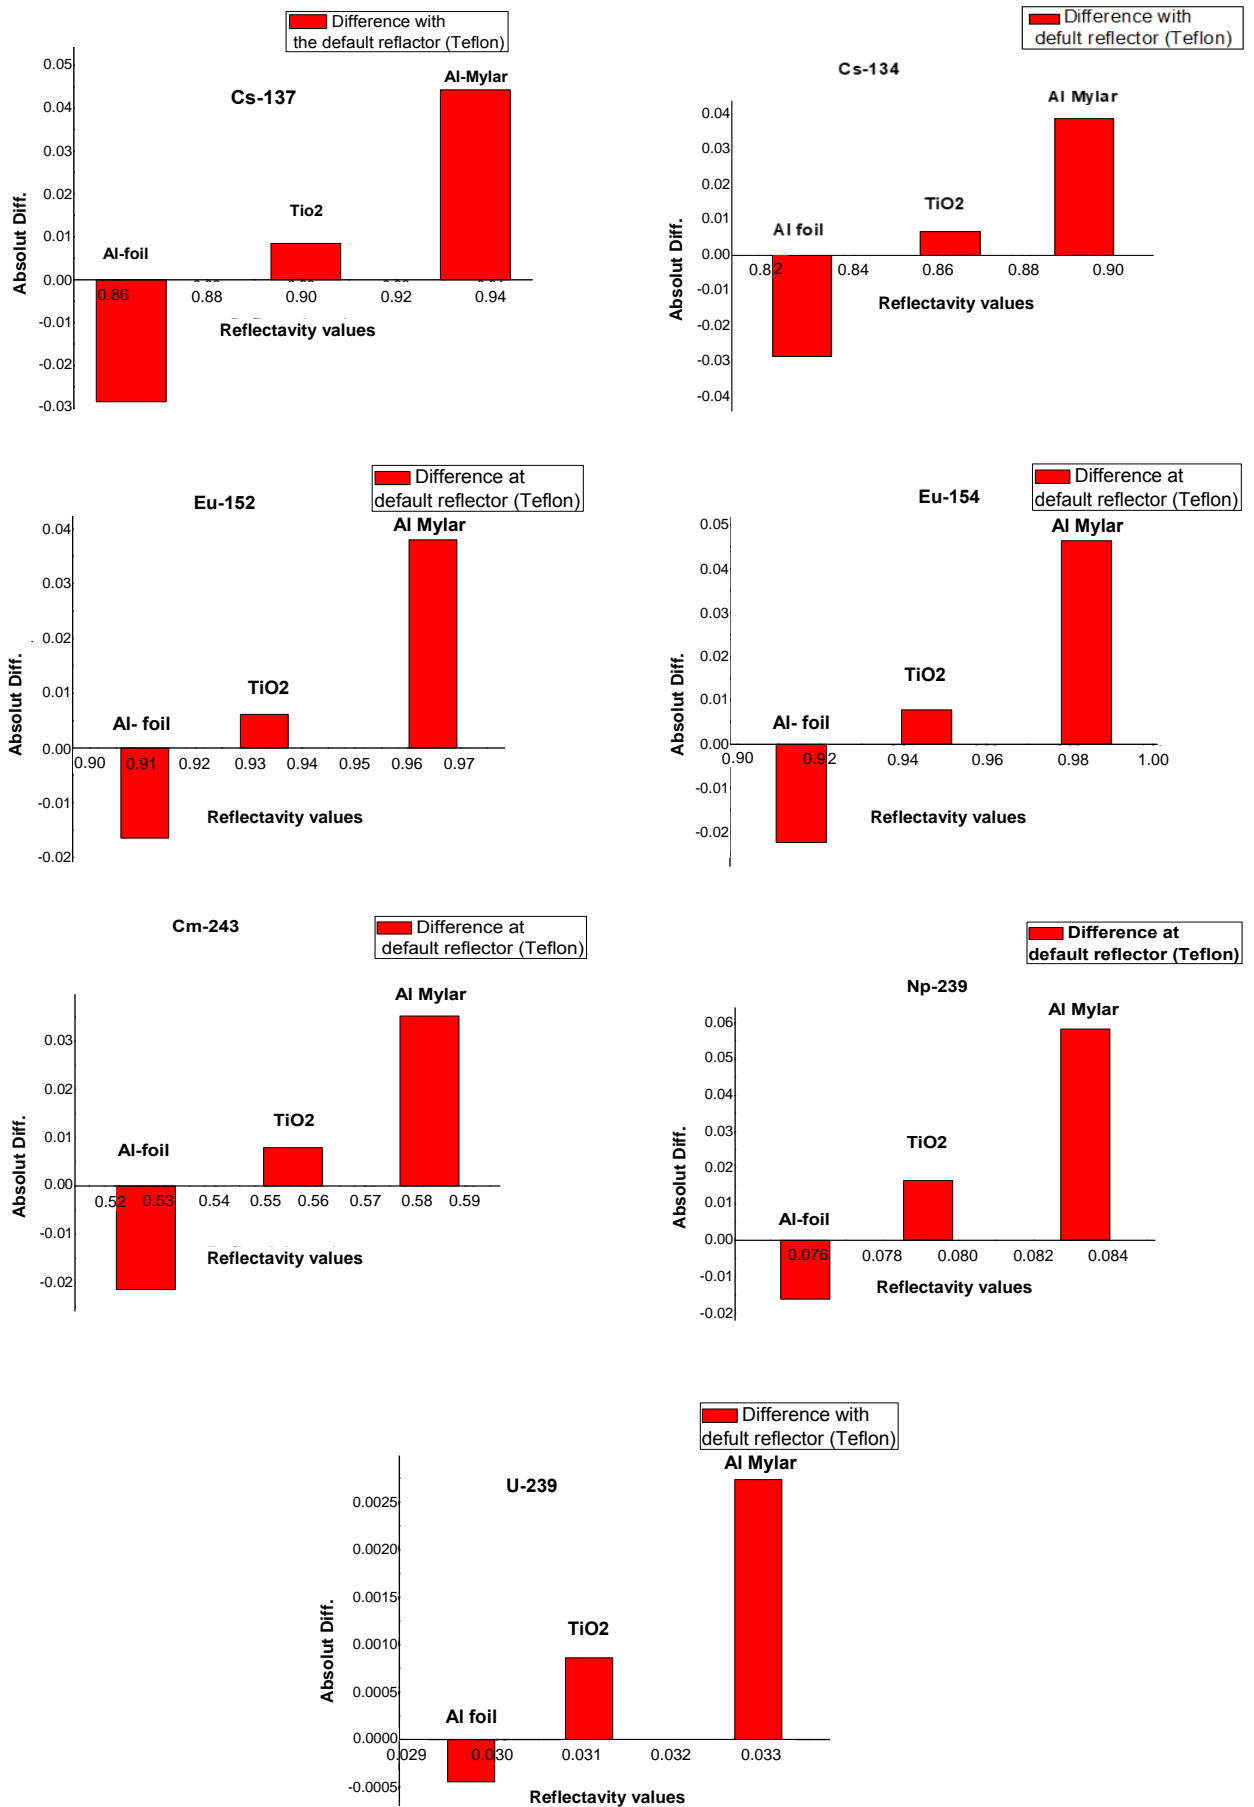 Difference with
the default reflactor (Teflon)
Cs-137
Al-Mylar
Tio2
Al-foil
0.05
0.04
0.03
0.02
0.01
0.00
-0.01
-0.02
-0.03
0.86
0.88
0.90
0.92
0.94
Absolut Diff.
Reflectavity values
Difference with
defult reflector (Teflon)
Cs-134
Al Mylar
TiO2
Al foil
0.04
0.03
0.02
0.01
0.00
-0.01
-0.02
-0.03
-0.04
0.82
0.84
0.86
0.88
0.90
Absolut Diff.
Reflectavity values
Difference at
default reflector (Teflon)
Eu-152
Al Mylar
TiO2
Al- foil
0.04
0.03
0.02
0.01
0.00
-0.01
-0.02
0.90
0.91
0.92
0.93
0.94
0.95
0.96
0.97
Absolut Diff.
Reflectavity values
Difference at
default reflector (Teflon)
Eu-154
Al Mylar
TiO2
Al- foil
0.05
0.04
0.03
0.02
0.01
0.00
-0.01
-0.02
0.90
0.92
0.94
0.96
0.98
1.00
Absolut Diff.
Reflectavity values
Difference at
default reflector (Teflon)
Cm-243
Al Mylar
TiO2
Al-foil
0.03
0.02
0.01
0.00
-0.01
-0.02
0.52
0.53
0.54
0.55
0.56
0.57
0.58
0.59
Absolut Diff.
Reflectavity values
Difference at
default reflector (Teflon)
Np-239
Al Mylar
TiO2
Al-foil
0.06
0.05
0.04
0.03
0.02
0.01
0.00
-0.01
-0.02
0.076
0.078
0.080
0.082
0.084
Absolut Diff.
Reflectavity values
Difference with
defult reflector (Teflon)
U-239
Al Mylar
TiO2
Al foil
0.0025
0.0020
0.0015
0.0010
0.0005
0.0000
-0.0005
0.029
0.030
0.031
0.032
0.033
Absolut Diff.
Reflectavity values